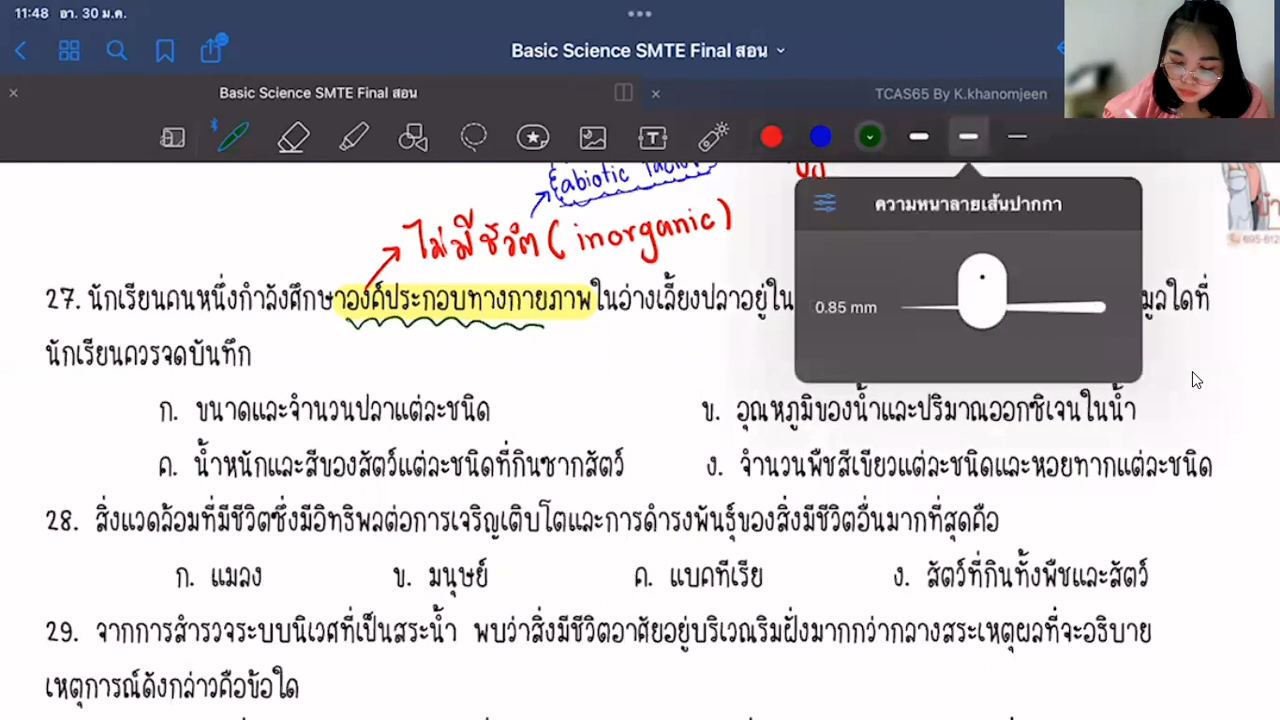 11:48 อา. 30 ม.ค.
Basic Science SMTE Final สอน
Basic Science SMTE Final สอน
TCAS65 By K.khanomjeen
ความหนาลายเส้นปากกา
0.85 mm
abiotic
ไม่มีชีวิต (inorganic)
27. นักเรียนคนหนึ่งกำลังศึกษาองค์ประกอบทางกายภาพในอ่างเลี้ยงปลาอยู่ใน มูลใดที่
นักเรียนควรจดบันทึก
ก. ขนาดและจำนวนปลาแต่ละชนิด
ข. อุณหภูมิของน้ำและปริมาณออกซิเจนในน้ำ
ค. น้ำหนักและสีของสัตว์แต่ละชนิดที่กินซากสัตว์
ง. จำนวนพืชสีเขียวแต่ละชนิดและหอยทากแต่ละชนิด
28. สิ่งแวดล้อมที่มีชีวิตซึ่งมีอิทธิพลต่อการเจริญเติบโตและการดำรงพันธุ์ของสิ่งมีชีวิตอื่นมากที่สุดคือ
ก. แมลง ข. มนุษย์ ค. แบคทีเรีย ง. สัตว์ที่กินทั้งพืชและสัตว์
29. จากการสำรวจระบบนิเวศที่เป็นสระน้ำ พบว่าสิ่งมีชีวิตอาศัยอยู่บริเวณริมฝั่งมากกว่ากลางสระเหตุผลที่จะอธิบาย
เหตุการณ์ดังกล่าวคือข้อใด